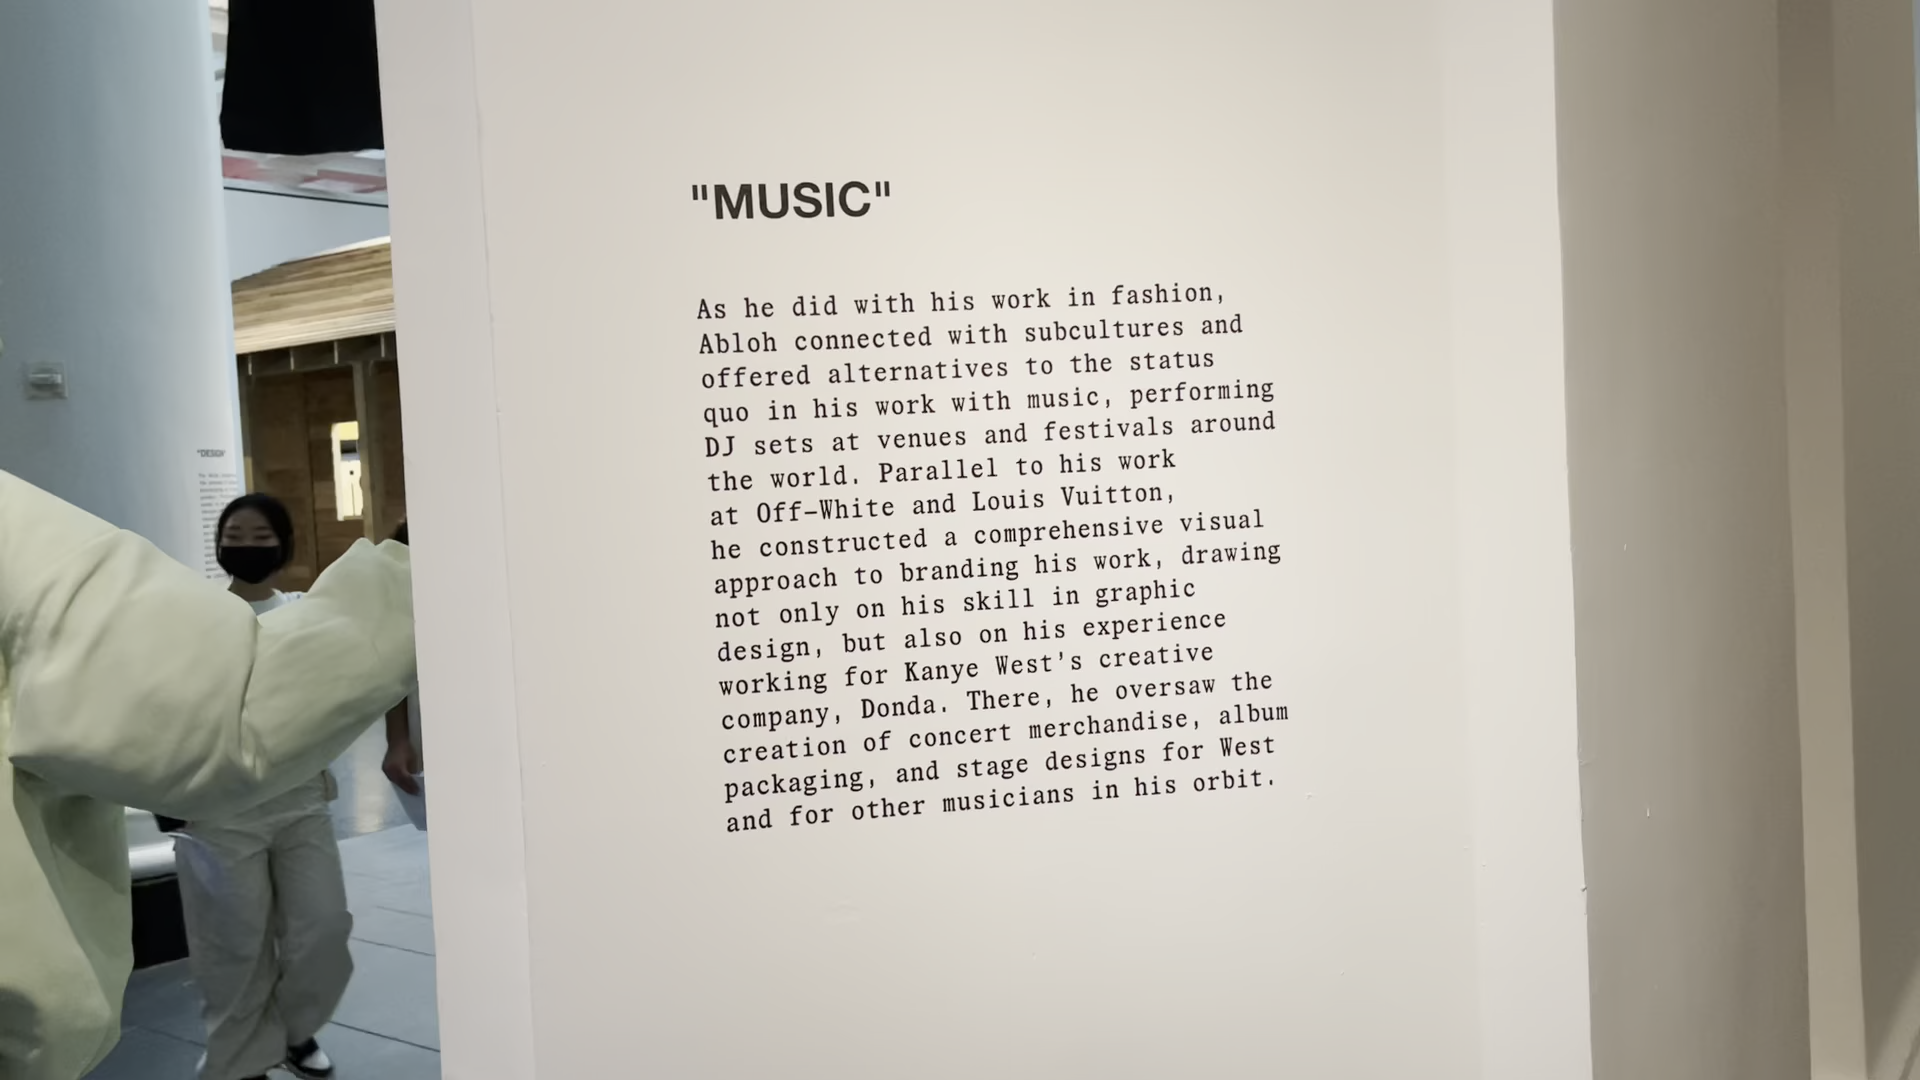 "MUSIC"
As he did with his work in fashion,
Abloh connected with subcultures and
offered alternatives to the status
quo in his work with music, performing
DJ sets at venues and festivals around
the world. Parallel to his work
at Off-White and Louis Vuitton,
he constructed a comprehensive visual
approach to branding his work, drawing
not only on his skill in graphic
design, but also on his experience
working for Kanye West's creative
company, Donda. There, he oversaw the
creation of concert merchandise, album
packaging, and stage designs for West
and for other musicians in his orbit.
"DESIGN"